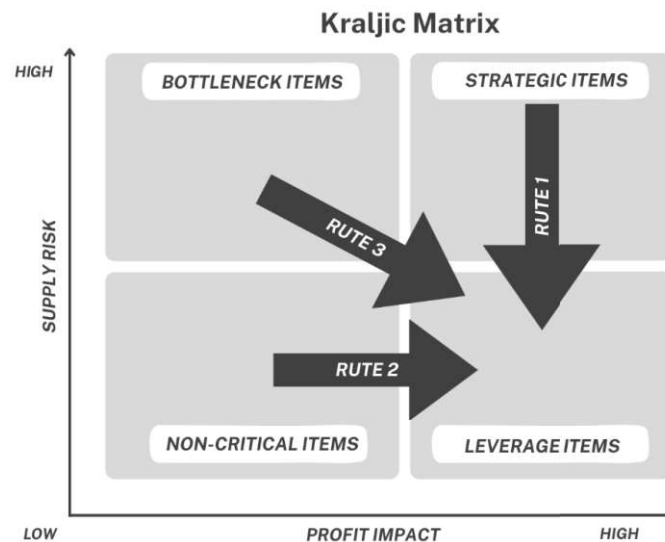 Kraljic Matrix
HIGH
BOTTLENECK ITEMS
STRATEGIC ITEMS
RUTE 1
RUTE 3
SUPPLY RISK
RUTE 2
NON-CRITICAL ITEMS
LEVERAGE ITEMS
LOW
PROFIT IMPACT
HIGH